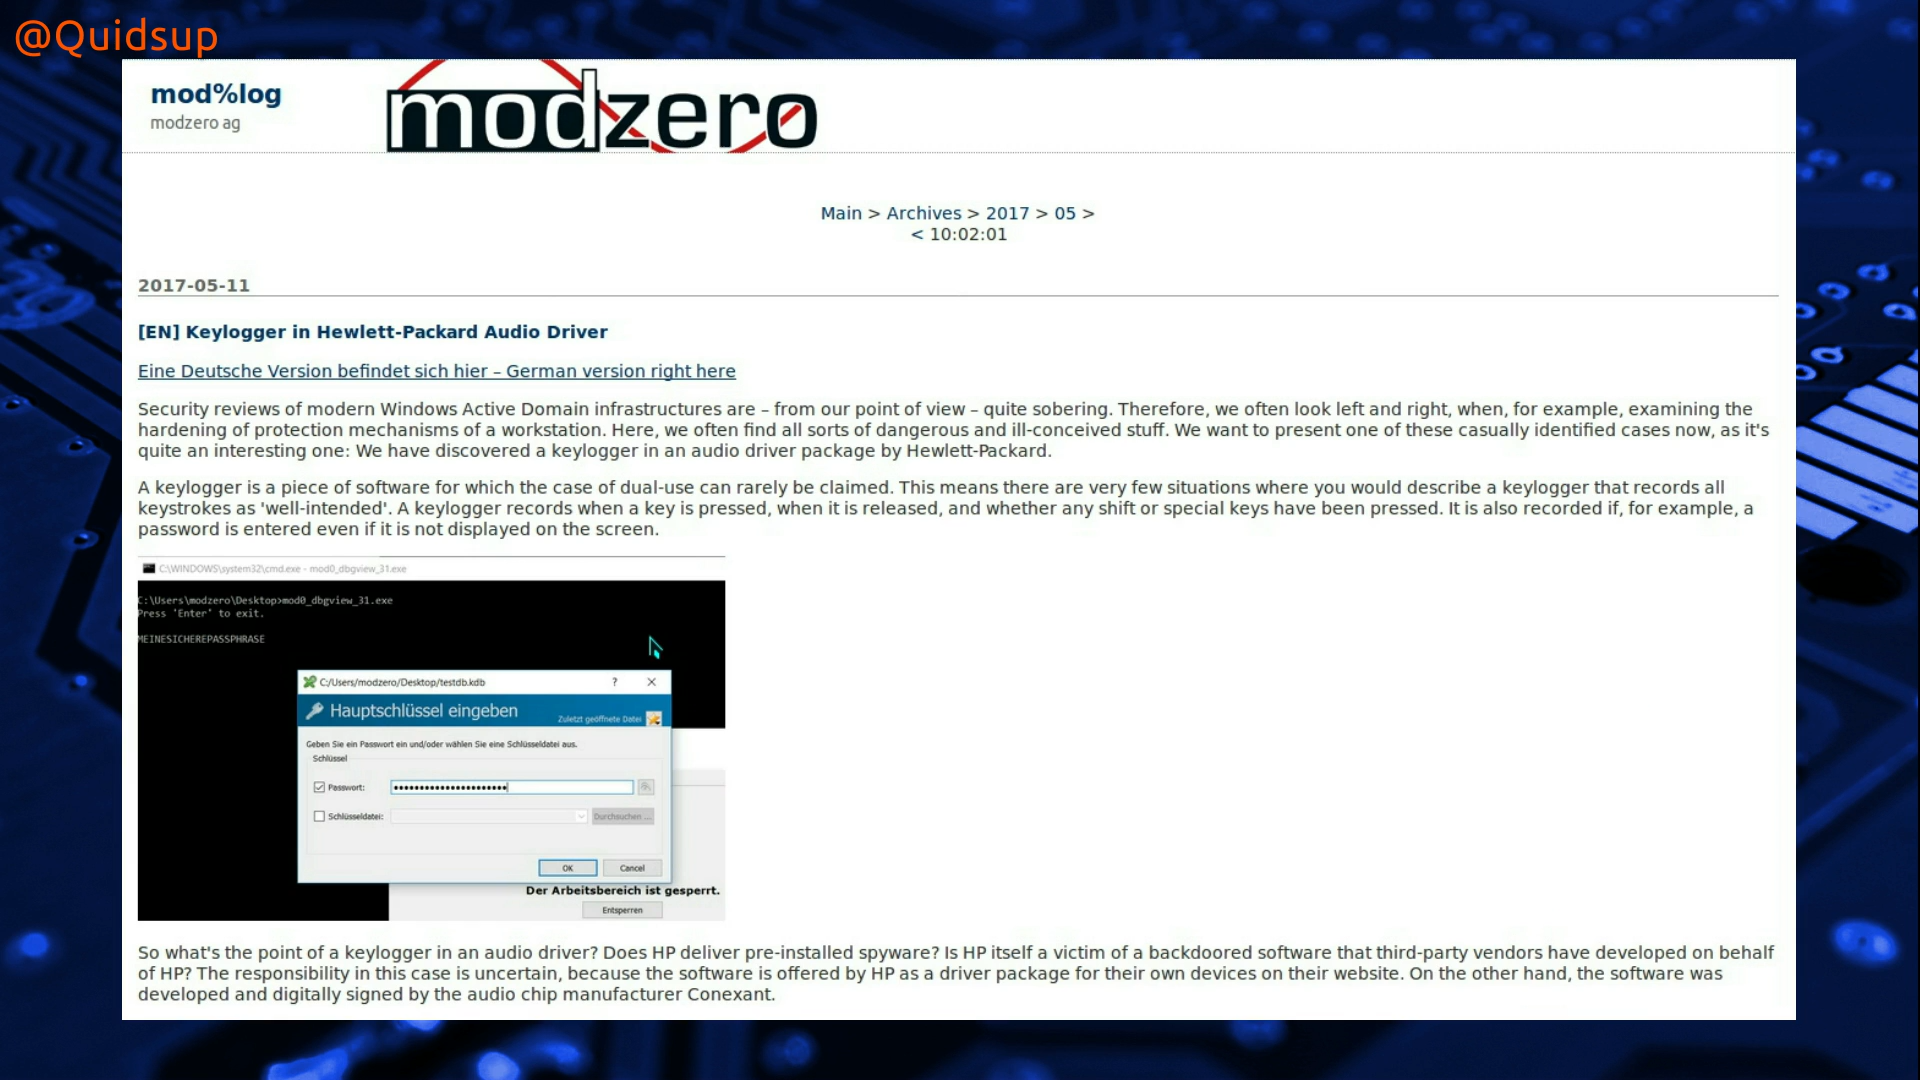 @Quidsup
mod%log
modzero ag
modzero
Main > Archives > 2017 > 05 >
< 10:02:01
2017-05-11
[EN] Keylogger in Hewlett-Packard Audio Driver
Eine Deutsche Version befindet sich hier – German version right here
Security reviews of modern Windows Active Domain infrastructures are – from our point of view – quite sobering. Therefore, we often look left and right, when, for example, examining the
hardening of protection mechanisms of a workstation. Here, we often find all sorts of dangerous and ill-conceived stuff. We want to present one of these casually identified cases now, as it's
quite an interesting one: We have discovered a keylogger in an audio driver package by Hewlett-Packard.
A keylogger is a piece of software for which the case of dual-use can rarely be claimed. This means there are very few situations where you would describe a keylogger that records all
keystrokes as 'well-intended'. A keylogger records when a key is pressed, when it is released, and whether any shift or special keys have been pressed. It is also recorded if, for example, a
password is entered even if it is not displayed on the screen.
C:\WINDOWS\system32\cmd.exe - mod0_dbgview_31.exe
C:\Users\modzero\Desktop>mod0_dbgview_31.exe
Press 'Enter' to exit.
MEINESICHEREPASSPHRASE
C:/Users/modzero/Desktop/testdb.kdb
Hauptschlüssel eingeben
Zuletzt geöffnete Datei
Geben Sie ein Passwort ein und/oder wählen Sie eine Schlüsseldatei aus.
Schlüssel
Passwort:
Schlüsseldatei:
Durchsuchen ...
OK
Cancel
Der Arbeitsbereich ist gesperrt.
Entsperren
So what's the point of a keylogger in an audio driver? Does HP deliver pre-installed spyware? Is HP itself a victim of a backdoored software that third-party vendors have developed on behalf
of HP? The responsibility in this case is uncertain, because the software is offered by HP as a driver package for their own devices on their website. On the other hand, the software was
developed and digitally signed by the audio chip manufacturer Conexant.